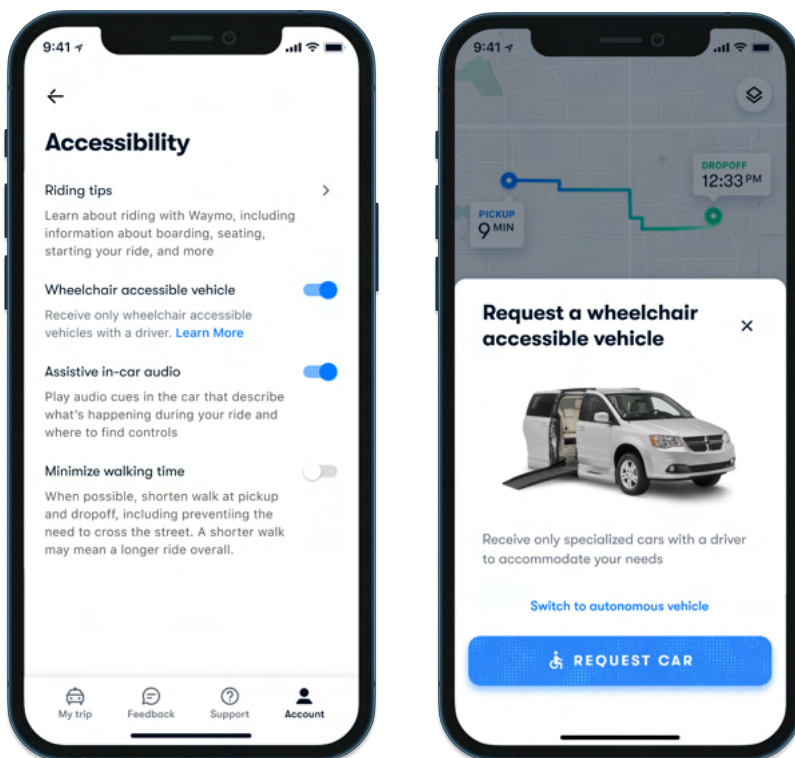 9:41
Accessibility
Riding tips
Learn about riding with Waymo, including
information about boarding, seating,
starting your ride, and more
Wheelchair accessible vehicle
Receive only wheelchair accessible
vehicles with a driver. Learn More
Assistive in-car audio
Play audio cues in the car that describe
what's happening during your ride and
where to find controls
Minimize walking time
When possible, shorten walk at pickup
and dropoff, including preventiing the
need to cross the street. A shorter walk
may mean a longer ride overall.
My trip
Feedback
Support
Account
9:41
DROPOFF
12:33 PM
PICKUP
9 MIN
Request a wheelchair
accessible vehicle
Receive only specialized cars with a driver
to accommodate your needs
Switch to autonomous vehicle
REQUEST CAR